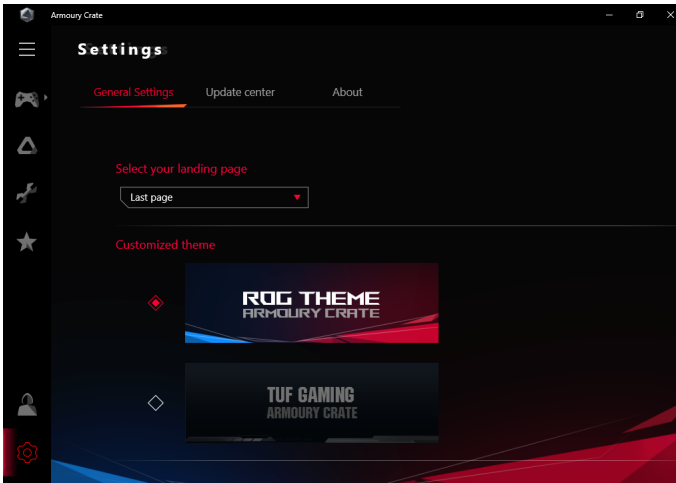 Armoury Crate
Settings
General Settings
Update center
About
Select your landing page
Last page
Customized theme
ROG THEME
ARMOURY CRATE
TUF GAMING
ARMOURY CRATE